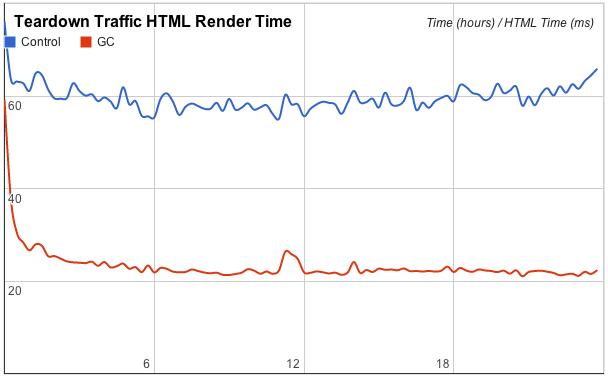 Teardown Traffic HTML Render Time
Time (hours) / HTML Time (ms)
Control GC
60
40
20
6 12 18